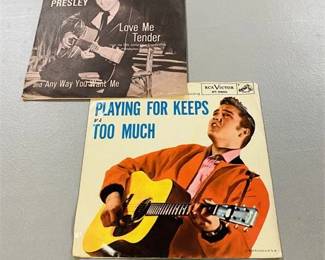 PRESLEY
Love Me
Tender
and Any Way You Want Me
RCA VICTOR
PLAYING FOR KEEPS
TOO MUCH